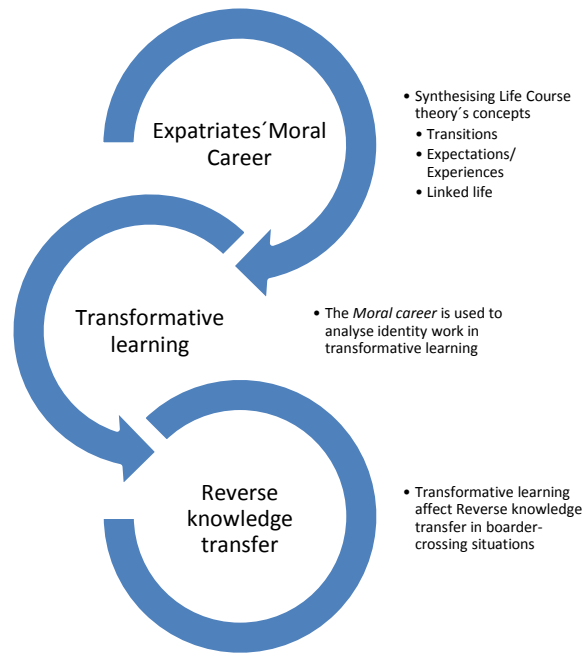 Expatriates´Moral
Career
• Synthesising Life Course
theory´s concepts
• Transitions
• Expectations/
Experiences
• Linked life
Transformative
learning
• The Moral career is used to
analyse identity work in
transformative learning
Reverse
knowledge
transfer
• Transformative learning
affect Reverse knowledge
transfer in boarder-
crossing situations